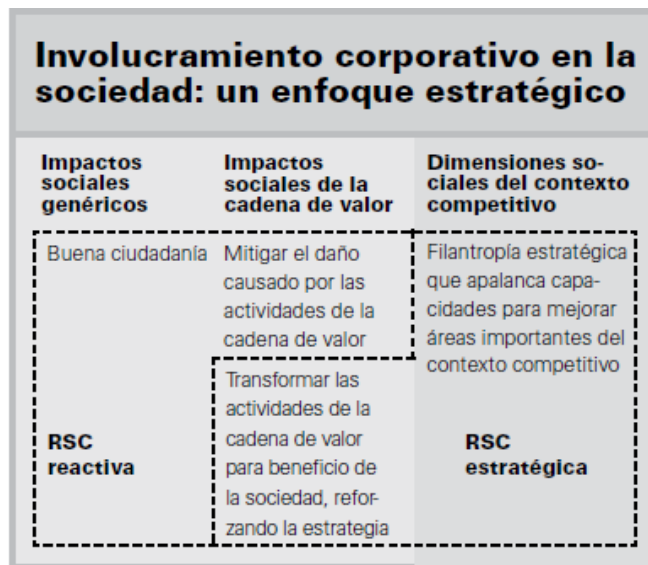 Involucramiento corporativo en la
sociedad: un enfoque estratégico
Impactos
sociales
genéricos
Impactos
sociales de la
cadena de valor
Dimensiones so-
ciales del contexto
competitivo
Buena ciudadanía
Mitigar el daño
causado por las
actividades de la
cadena de valor
Filantropía estratégica
que apalanca capa-
cidades para mejorar
áreas importantes del
contexto competitivo
Transformar las
actividades de la
cadena de valor
para beneficio de
la sociedad, refor-
zando la estrategia
RSC
reactiva
RSC
estratégica